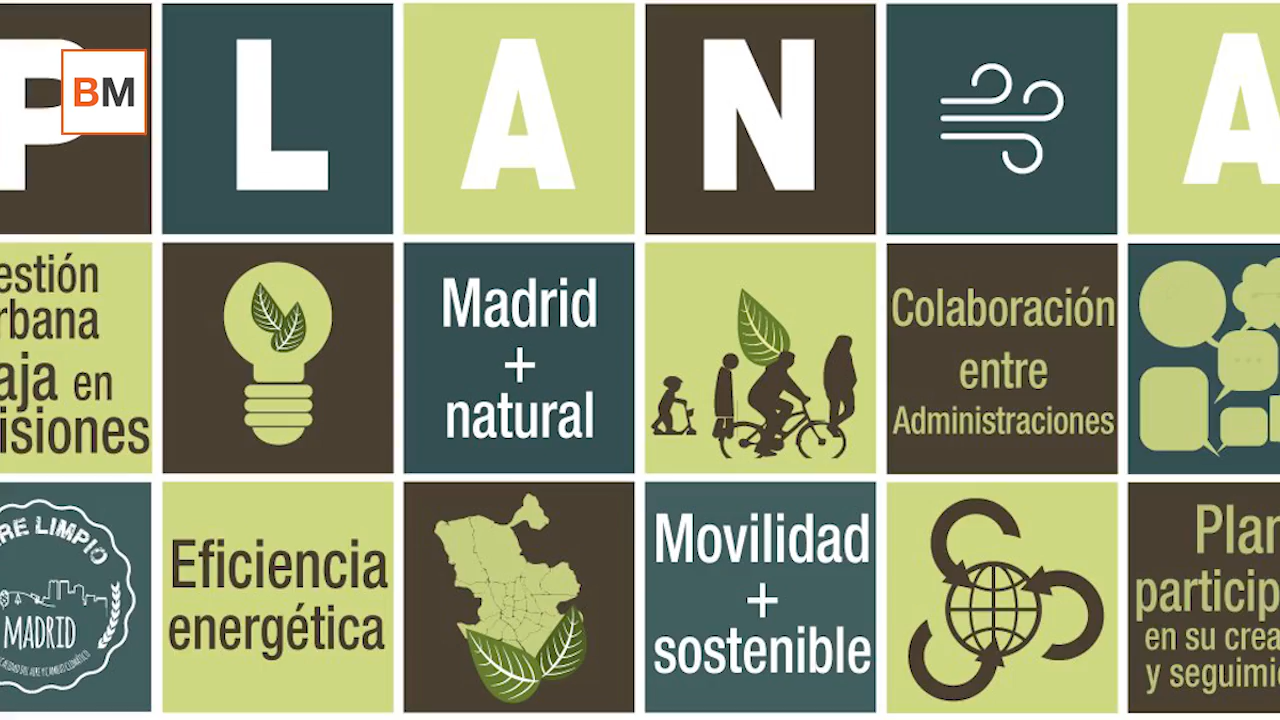 P L A N A
BM
estión
rbana
aja en
isiones
Madrid
+
natural
Colaboración
entre
Administraciones
RE LIMPIO
MADRID
Eficiencia
energética
Movilidad
+
sostenible
Plan
particip
en su crea
y seguimi